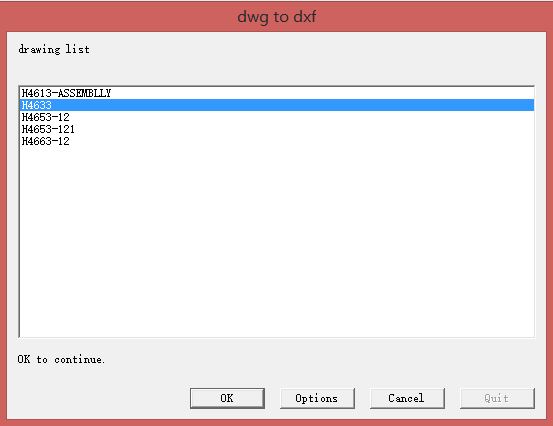 dwg to dxf
drawing list
H4613-ASSEMBLLY
H4633
H4653-12
H4653-121
H4663-12
OK to continue.
OK Options Cancel Quit